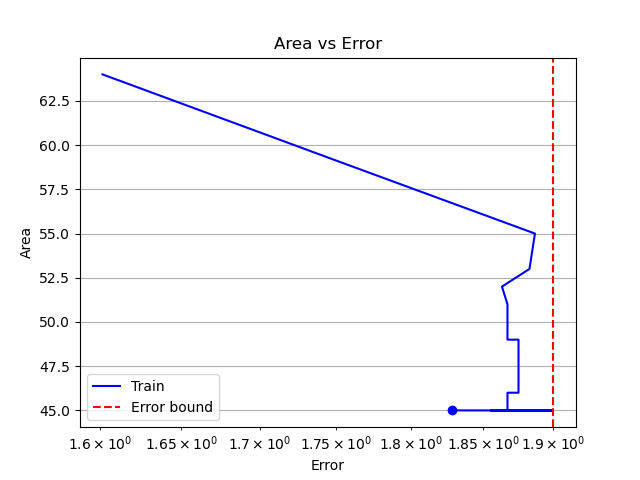 Area vs Error
Area
62.5
60.0
57.5
55.0
52.5
50.0
47.5
45.0
Train
Error bound
1.6 × 10⁰ 1.65 × 10⁰ 1.7 × 10⁰ 1.75 × 10⁰ 1.8 × 10⁰ 1.85 × 10⁰ 1.9 × 10⁰
Error